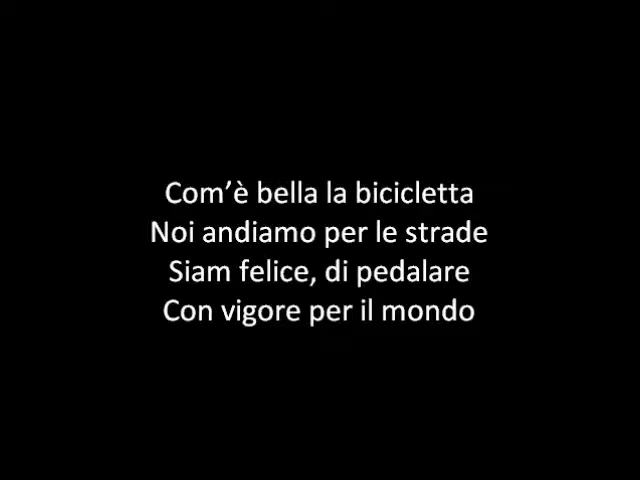 Com’è bella la bicicletta
Noi andiamo per le strade
Siam felice, di pedalare
Con vigore per il mondo